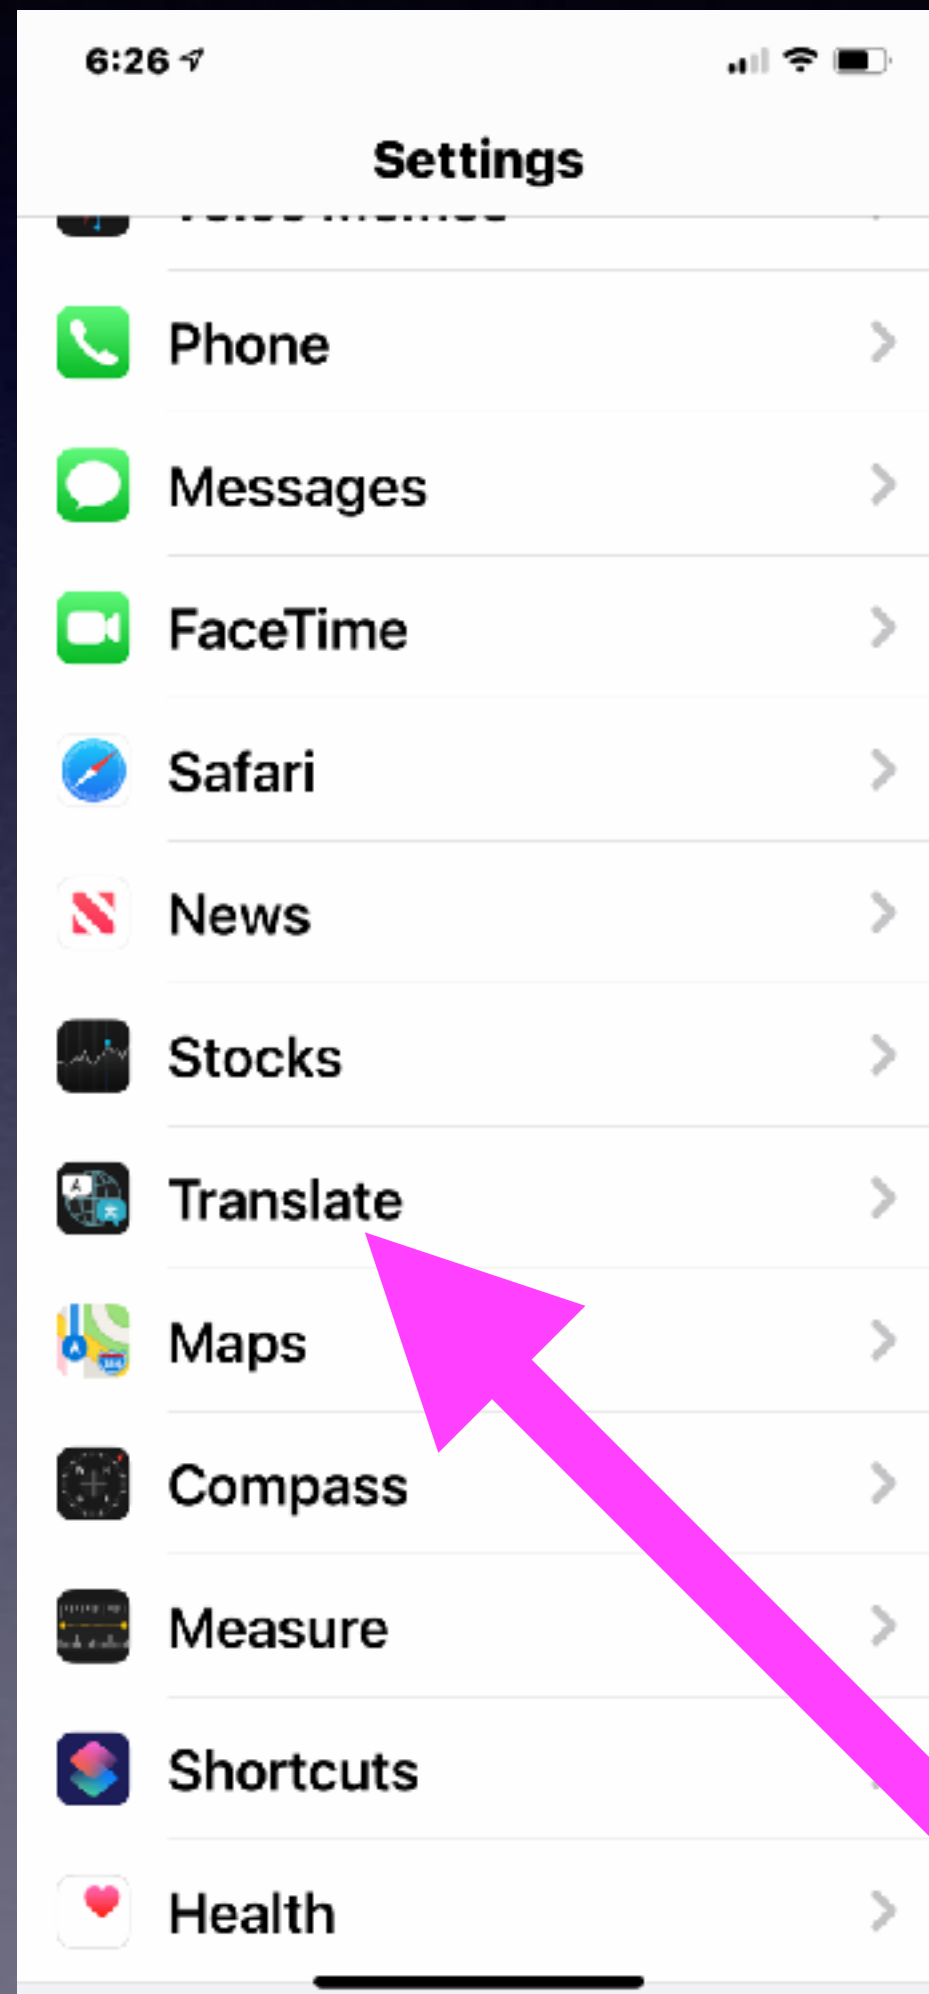 6:26
Settings
Phone
Messages
FaceTime
Safari
News
Stocks
Translate
Maps
Compass
Measure
Shortcuts
Health